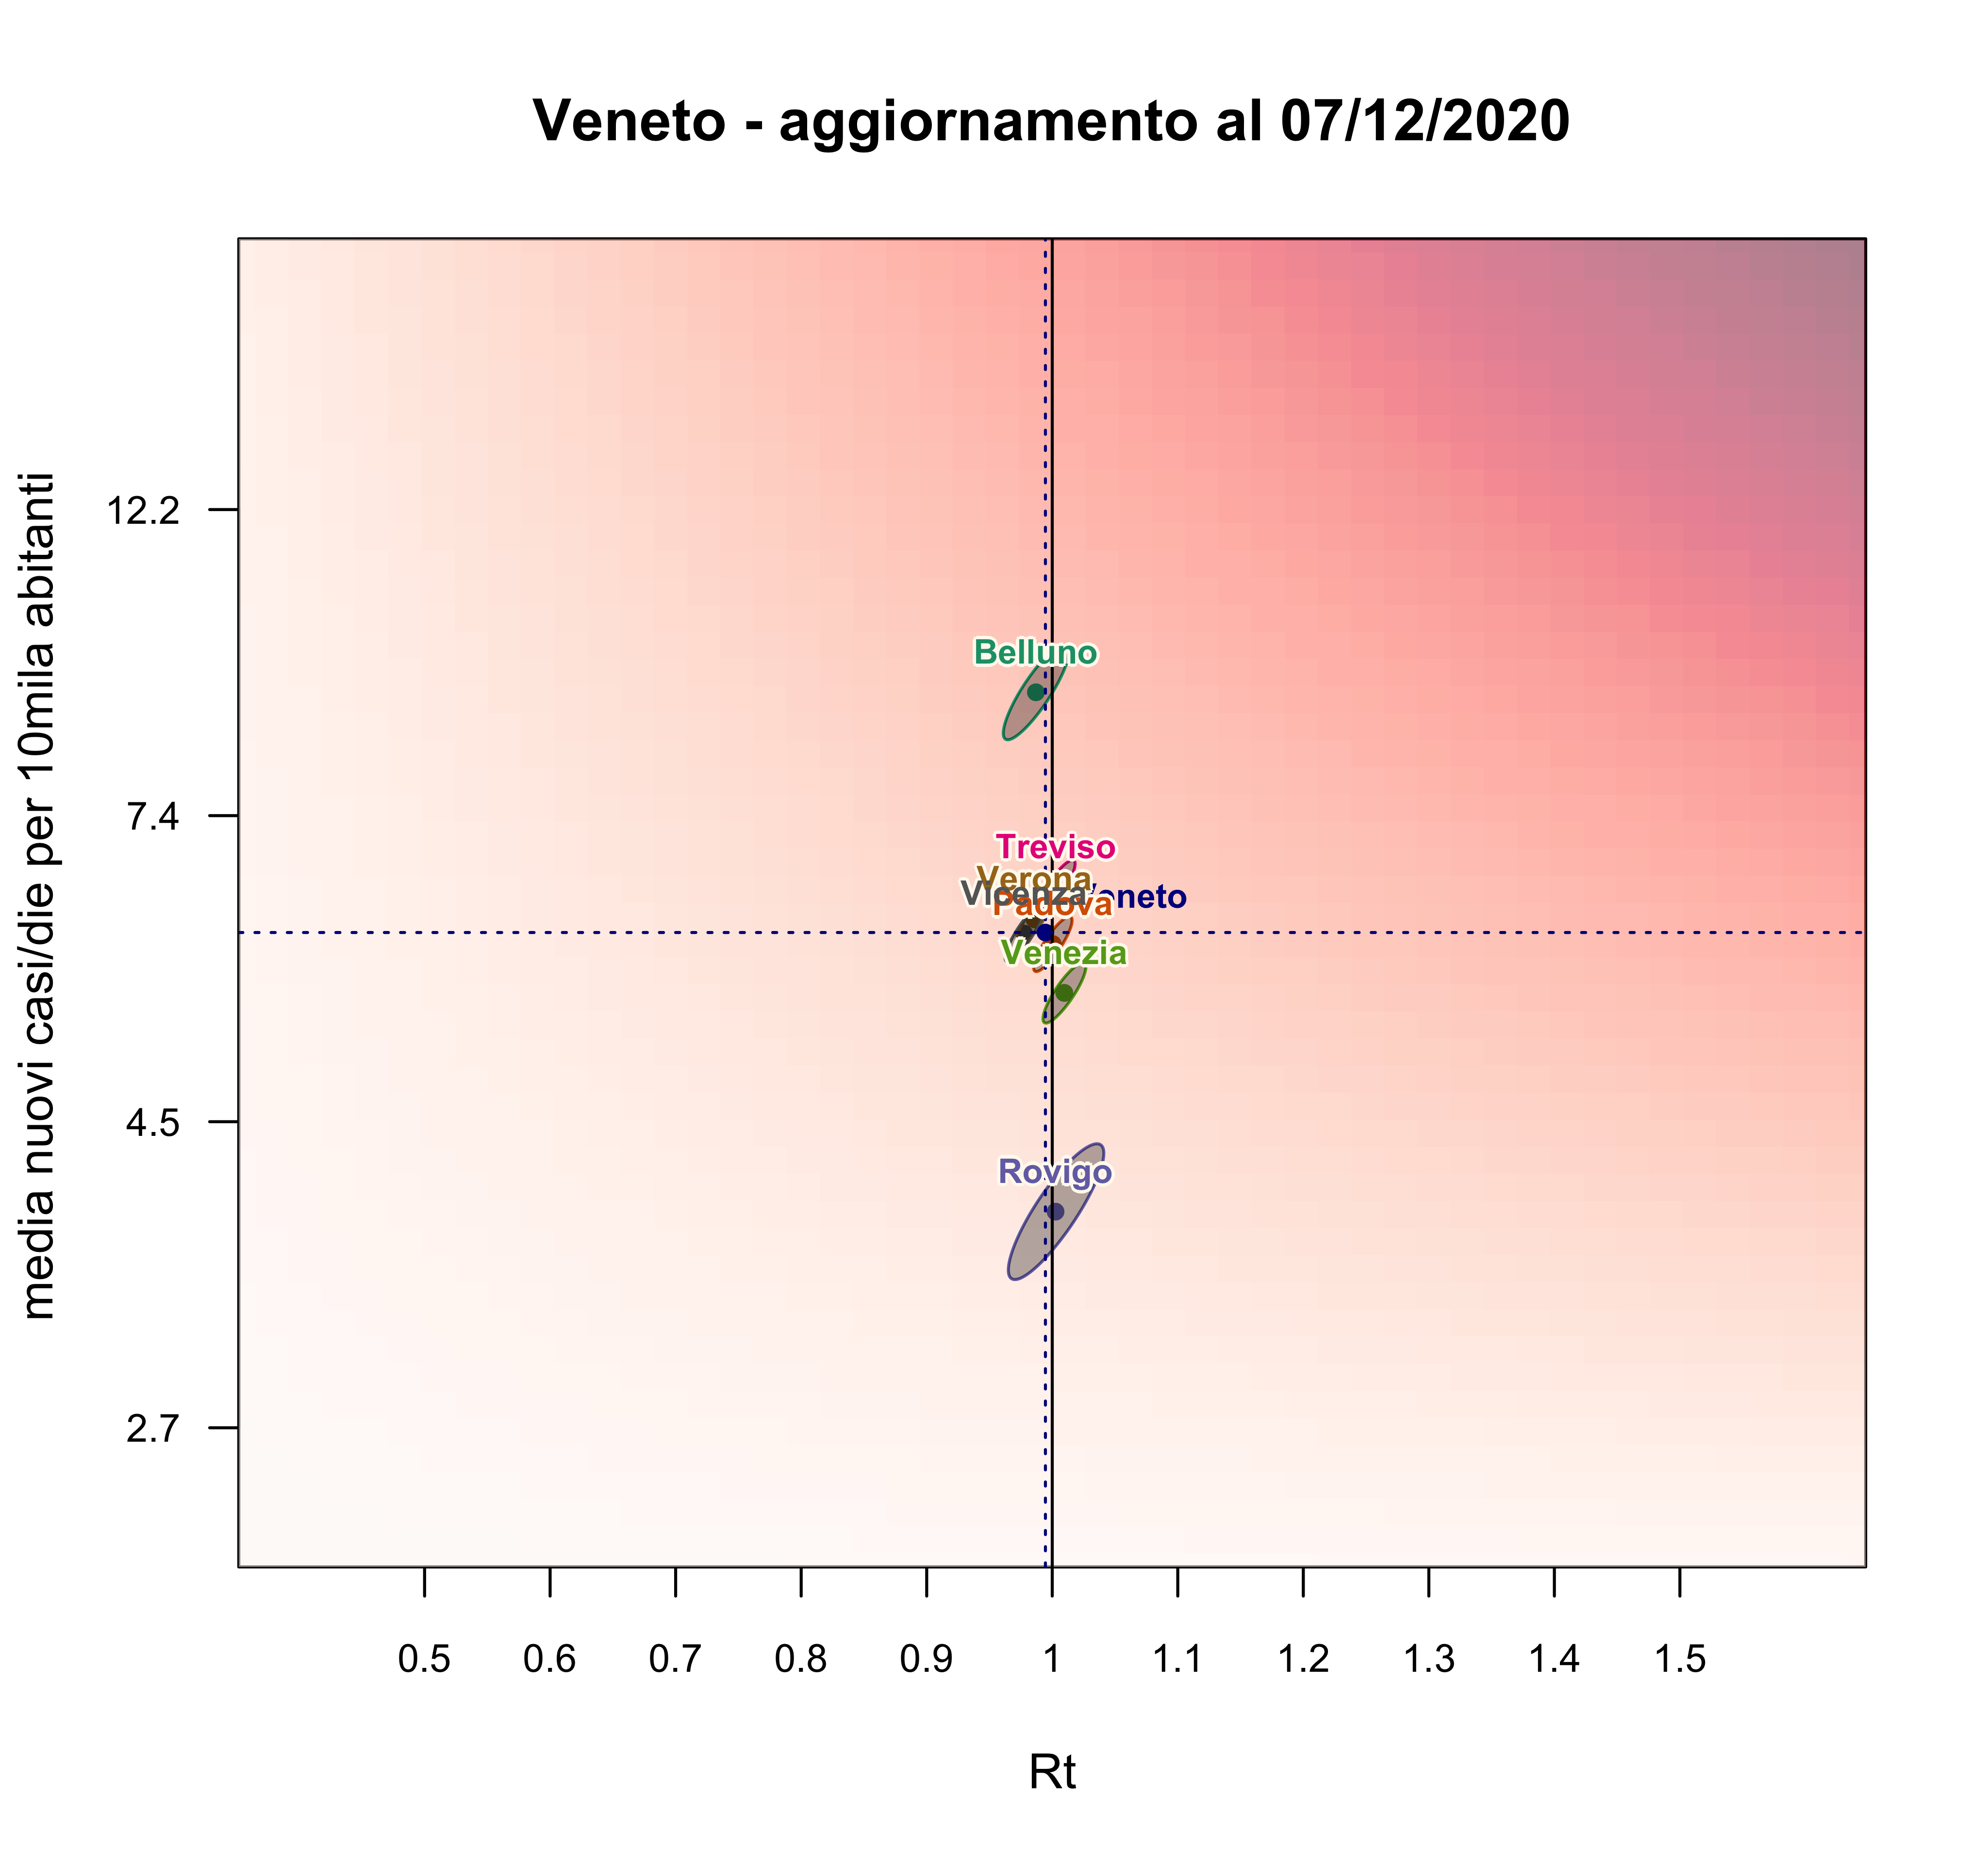 Veneto - aggiornamento al 07/12/2020
media nuovi casi/die per 10mila abitanti
12.2
7.4
4.5
2.7
Belluno
Treviso
Verona
Vicenza
Veneto
Padova
Venezia
Rovigo
0.5 0.6 0.7 0.8 0.9 1 1.1 1.2 1.3 1.4 1.5
Rt